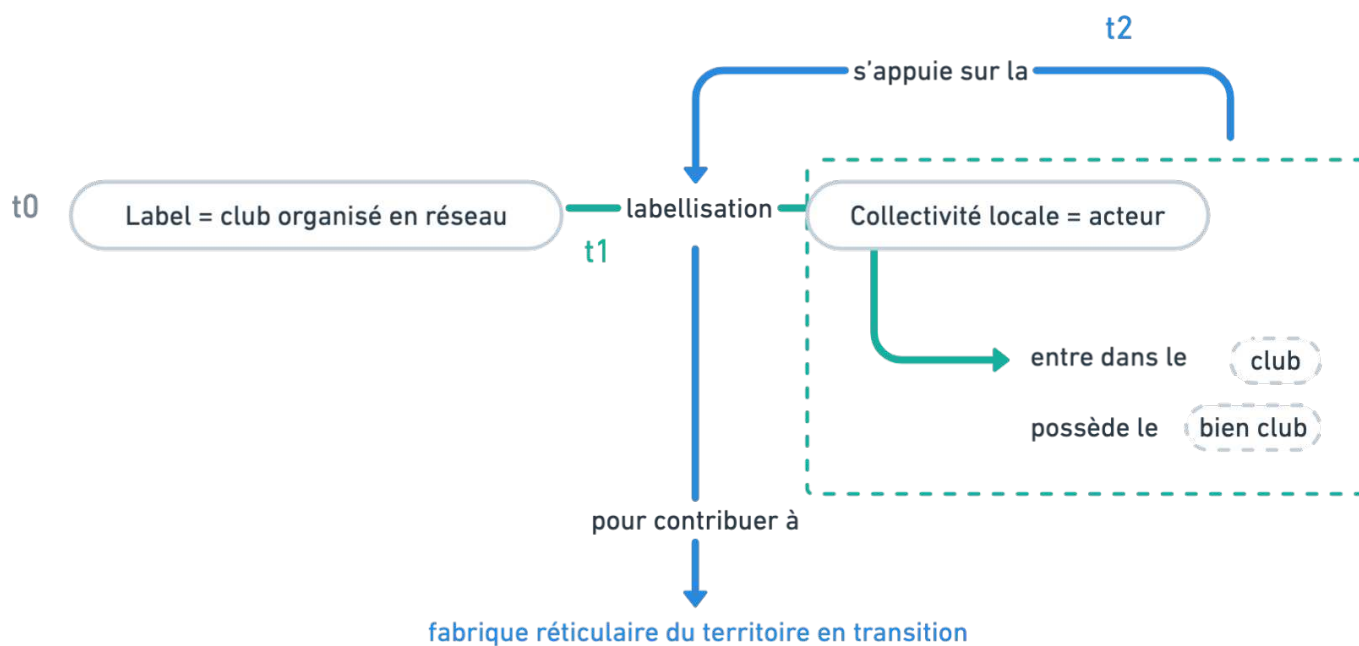 t2
s'appuie sur la
t0
Label = club organisé en réseau
labellisation
Collectivité locale = acteur
t1
entre dans le club
possède le bien club
pour contribuer à
fabrique réticulaire du territoire en transition